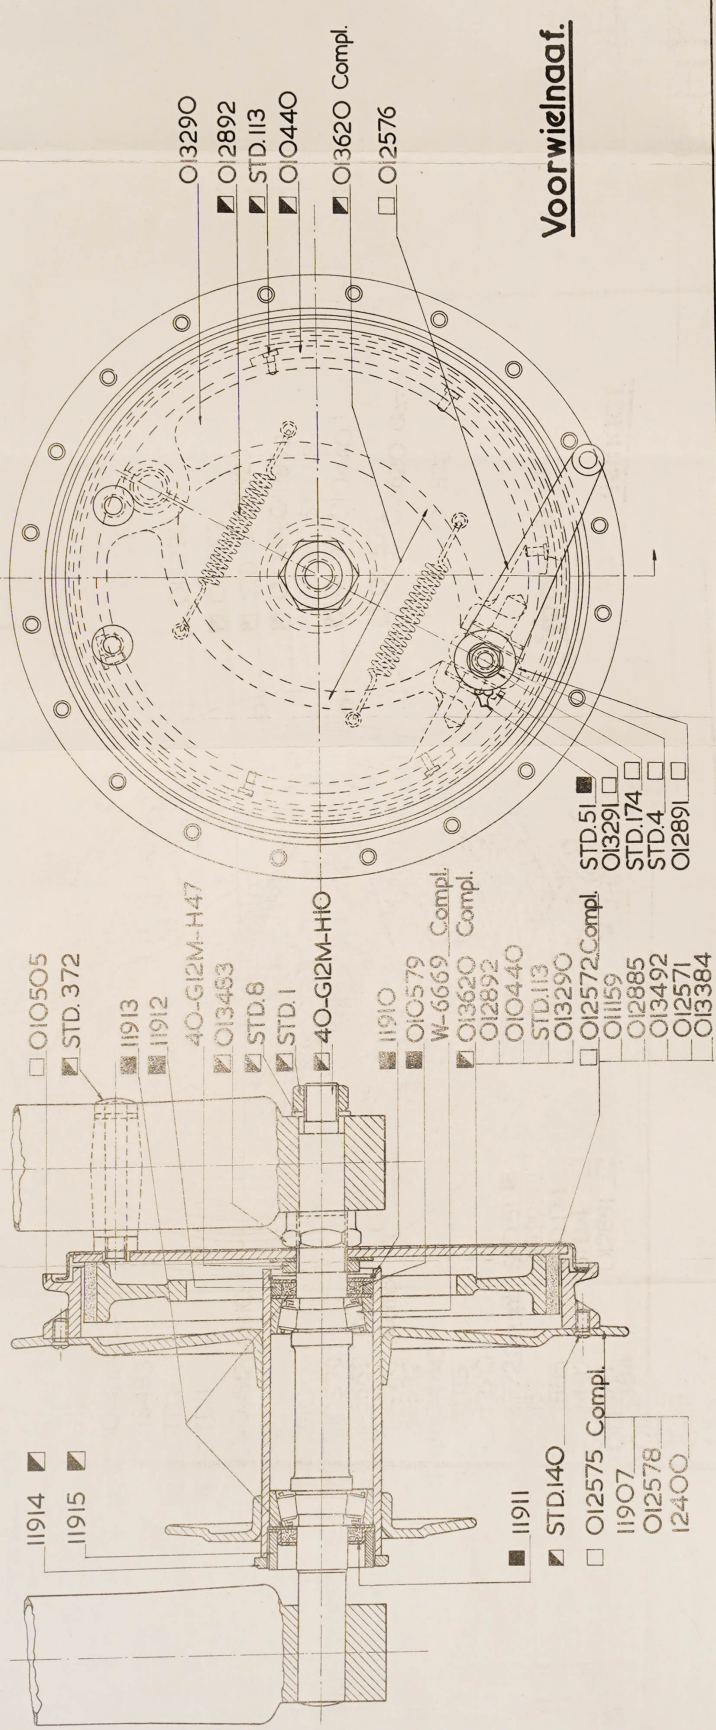 11914
11915
O10505
STD. 372
11913
11912
40-G12M-H47
O13483
STD.8
STD.1
40-G12M-H10
11910
O10579
W-6669 Compl.
O13620 Compl.
O12892
O10440
STD.113
O13290
O12572 Compl.
O11159
O12885
O13492
O12571
O13384
11911
STD.140
O12575 Compl.
11907
O12578
12400
O13290
O12892
STD.113
O10440
O13620 Compl.
O12576
STD.51
O13291
STD.174
STD.4
O12891
Voorwielnaaf.